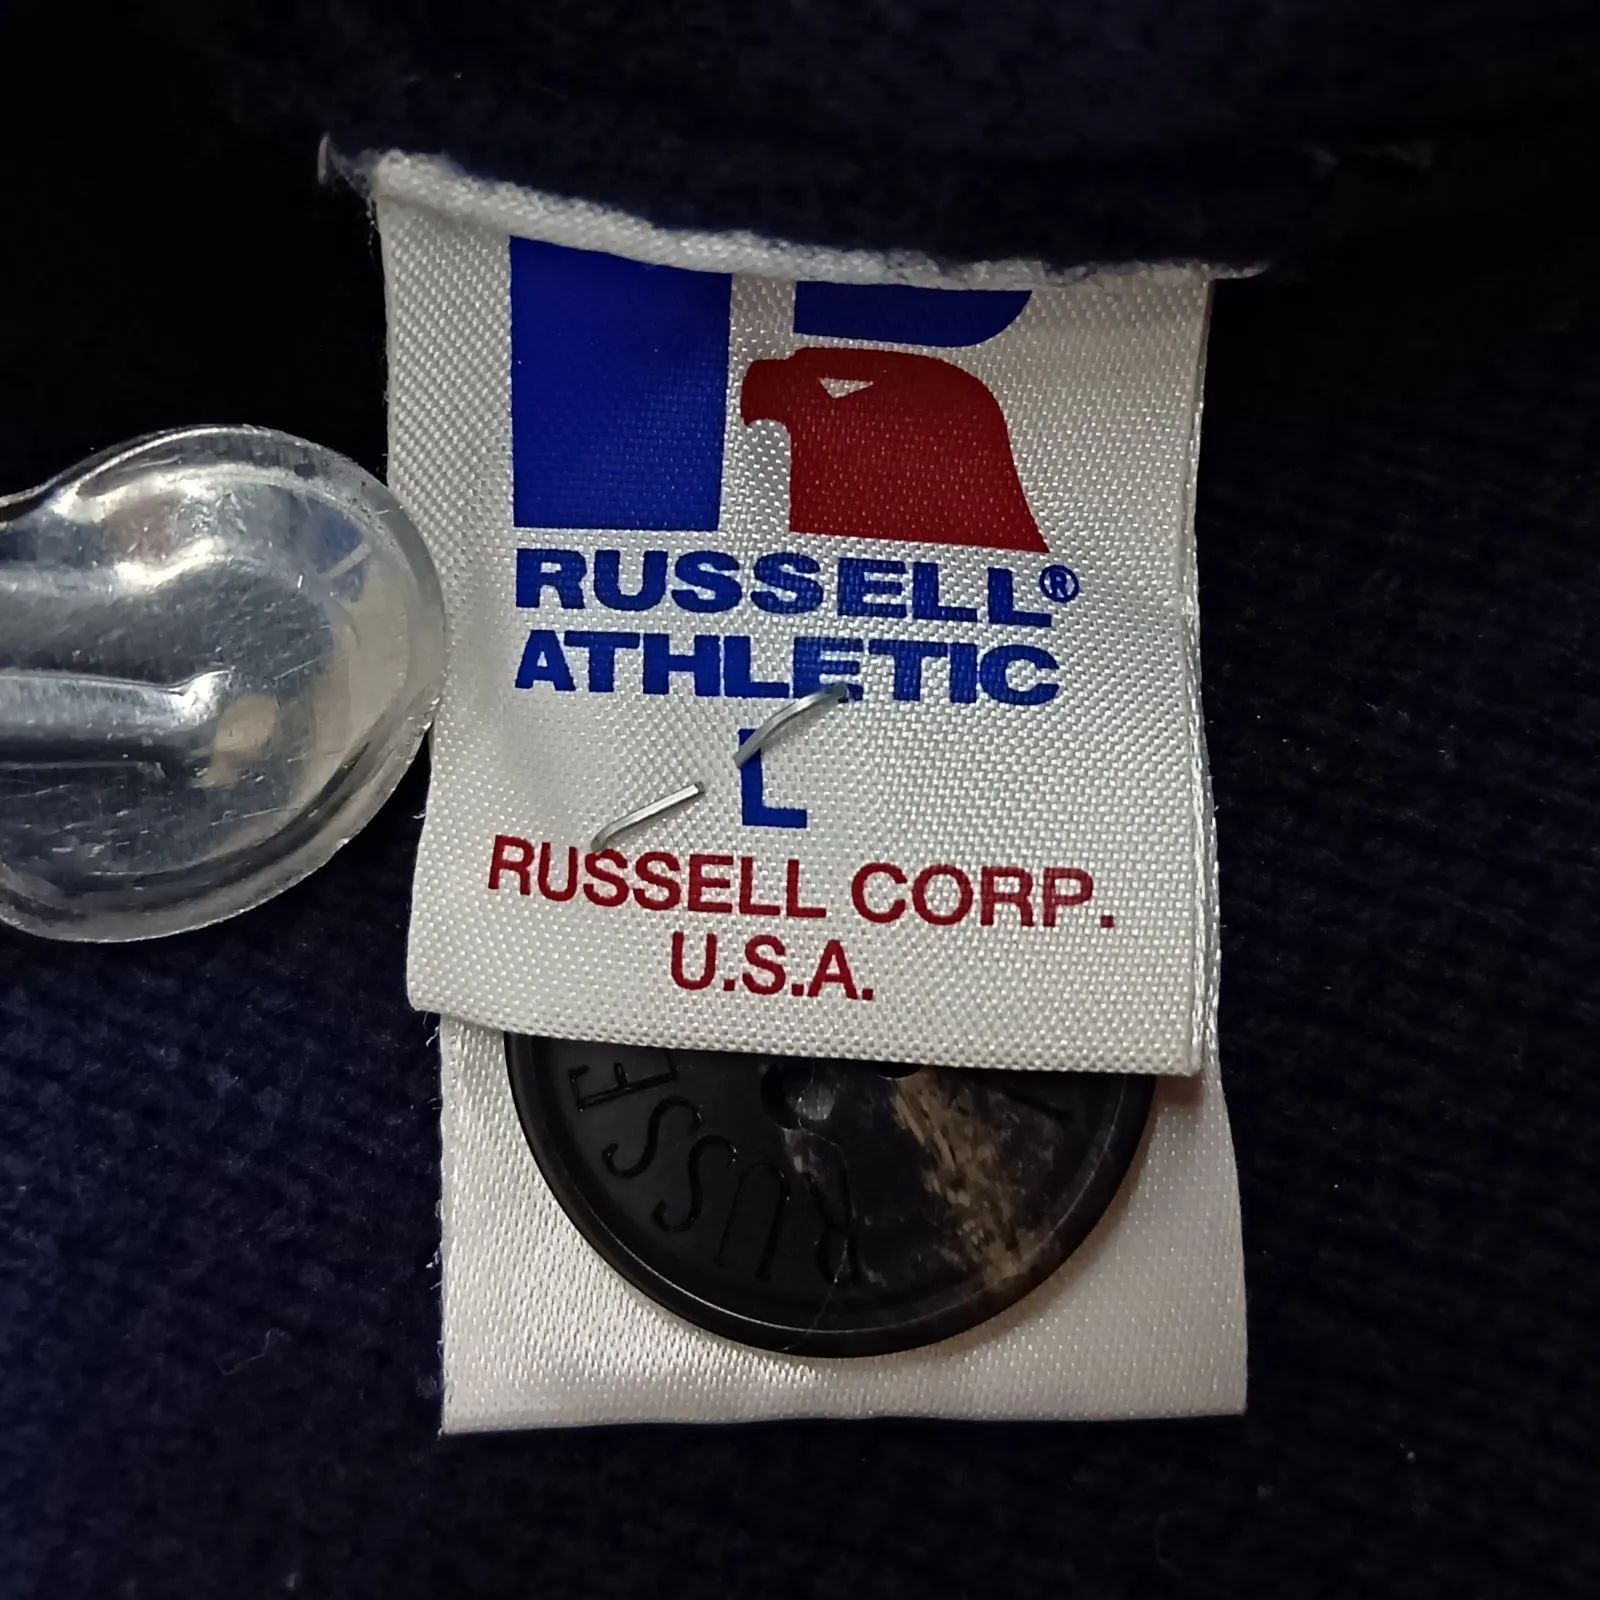 RUSSELL®
ATHLETIC
L
RUSSELL CORP.
U.S.A.
RUSSE